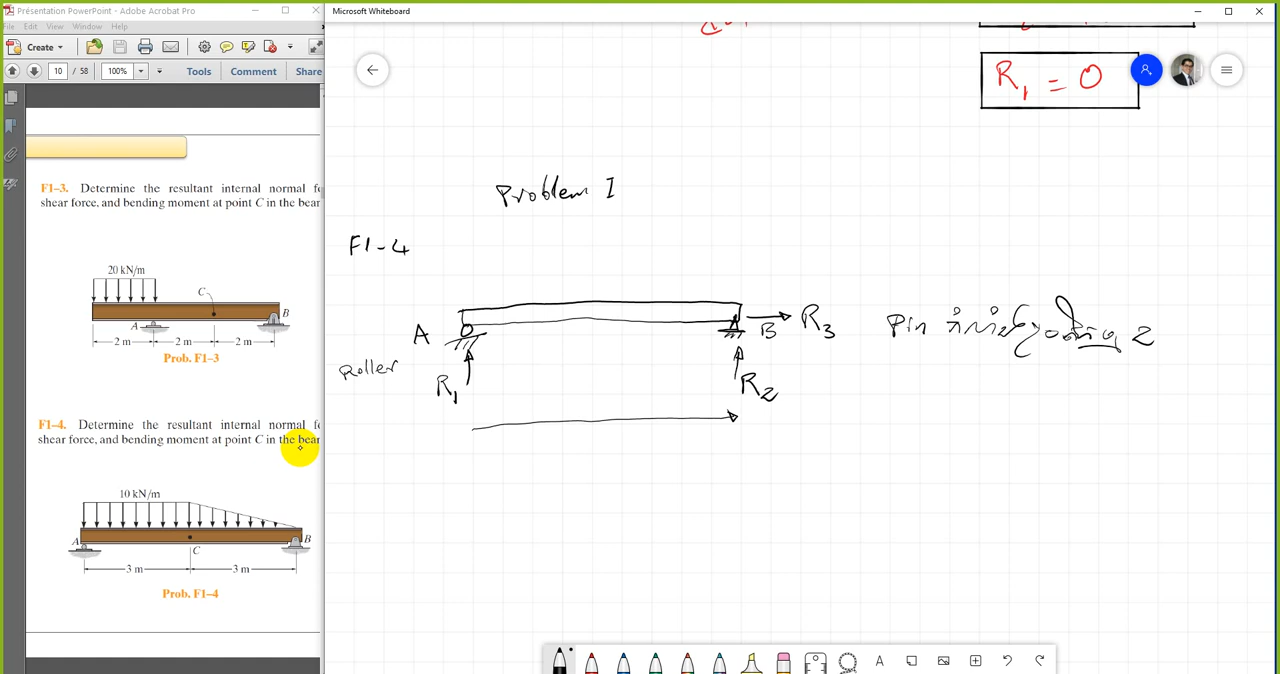 Présentation PowerPoint - Adobe Acrobat Pro
File Edit View Window Help
Create
10 / 58 100% Tools Comment Share
F1–3. Determine the resultant internal normal
shear force, and bending moment at point C in the
20 kN/m
C
A
B
2 m 2 m 2 m
Prob. F1–3
F1–4. Determine the resultant internal normal
shear force, and bending moment at point C in the
10 kN/m
A
B
C
3 m 3 m
Prob. F1–4
Microsoft Whiteboard
R1 = 0
Problem I
F1-4
A
B
R3
Roller
R1
R2
Pin
2
A